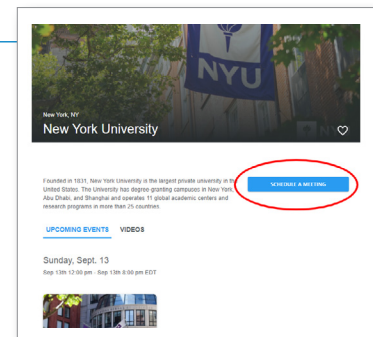 NYU
New York, NY
New York University
Founded in 1831, New York University is the largest private university in the
United States. The University has degree granting campuses in New York,
Abu Dhabi, and Shanghai and operates 11 global academic centers and
research programs in more than 25 countries.
SCHEDULE A MEETING
UPCOMING EVENTS VIDEOS
Sunday, Sept. 13
Sep 13th 12:00 pm - Sep 13th 8:00 pm EDT